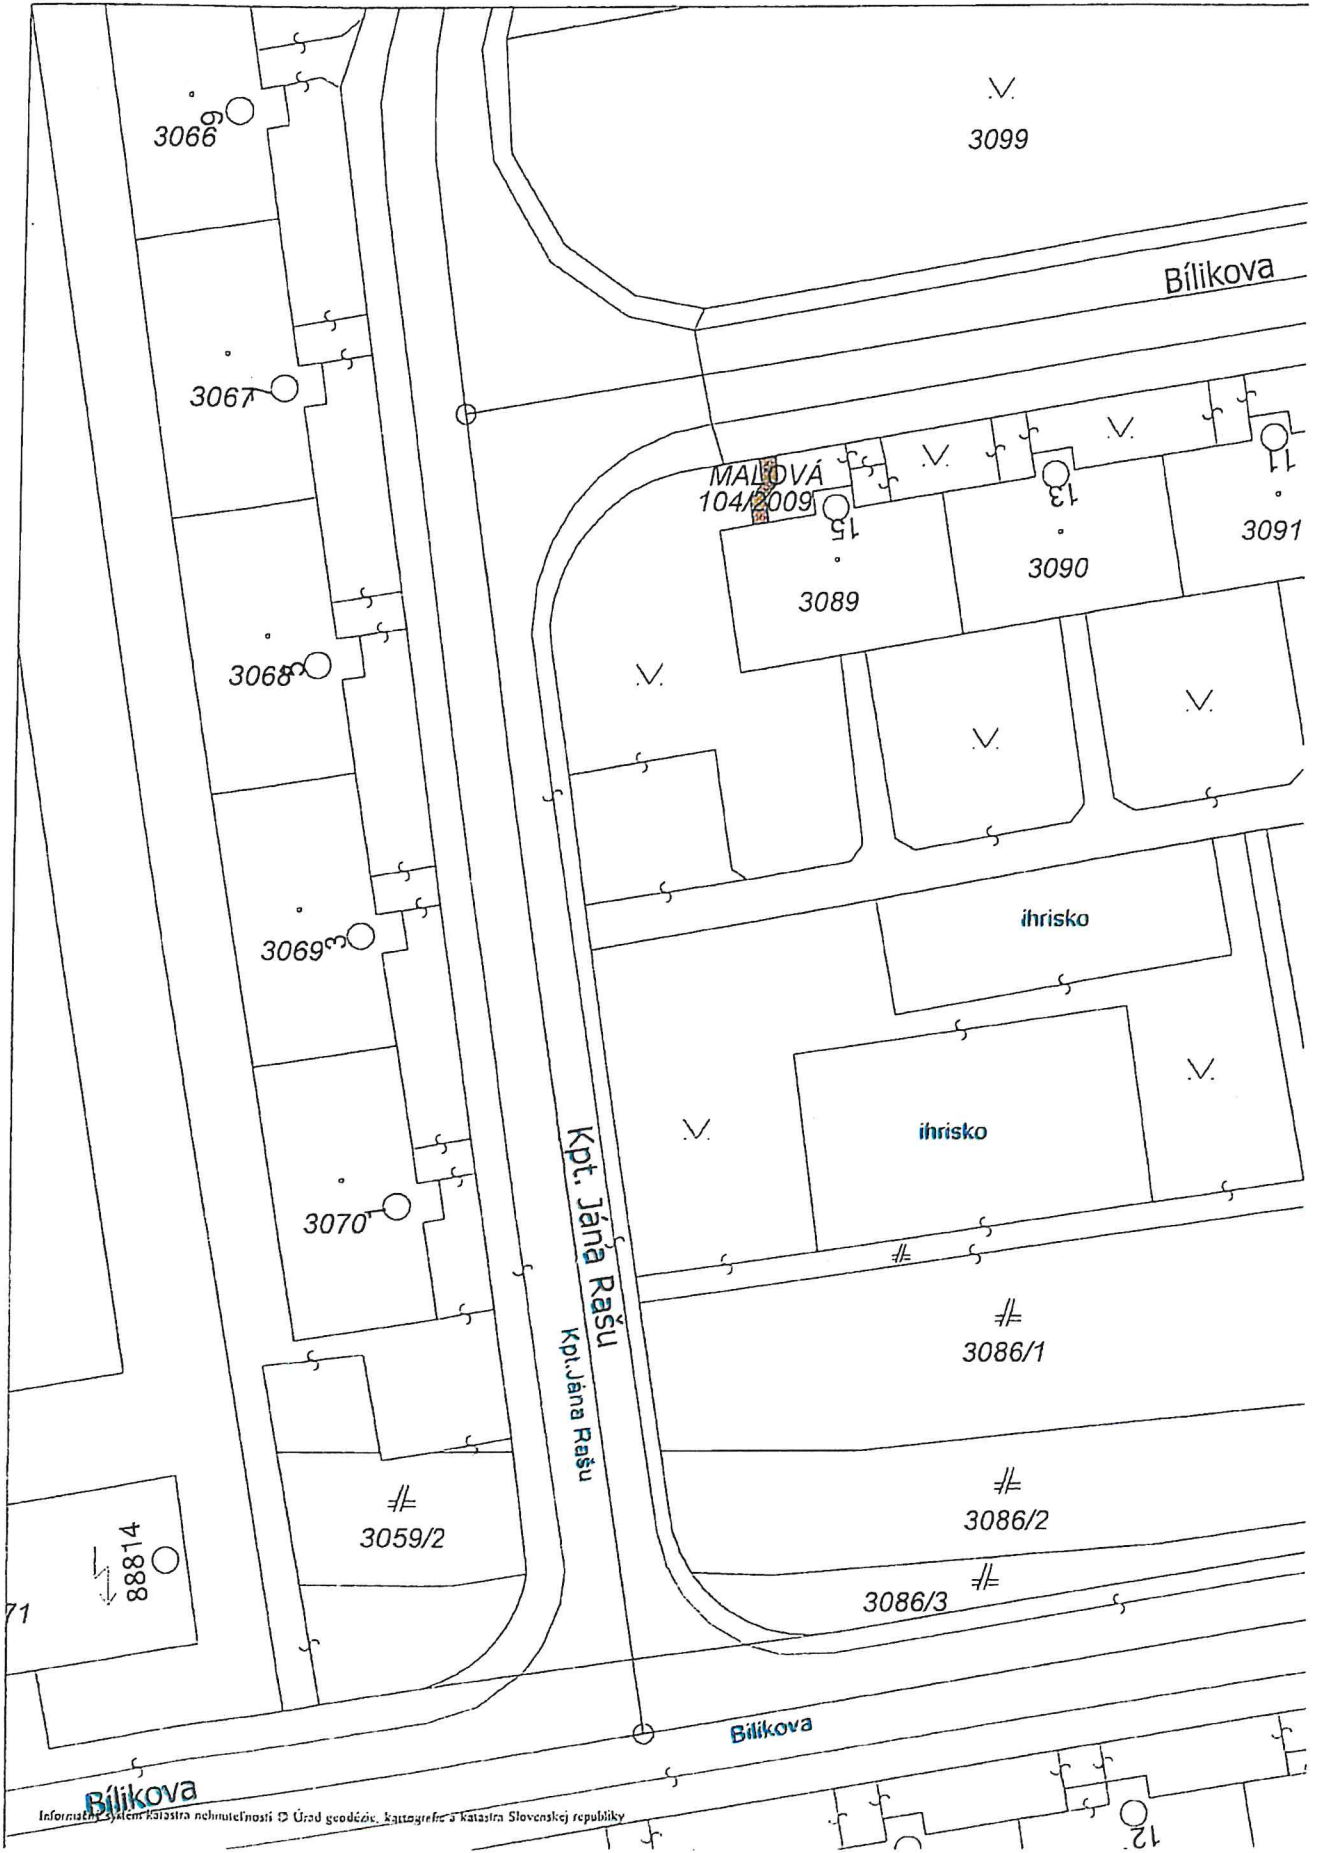 9
3066
3099
Bílikova
7
3067
MALOVÁ
104/2009
15
13
11
3089
3090
3091
5
3068
3
3069
ihrisko
ihrisko
1
3070
Kpt. Jána Rašu
Kpt.Jána Rašu
3086/1
3059/2
3086/2
3086/3
88814
71
Bílikova
Bílikova
12
Informačný systém katastra nehnuteľností © Úrad geodézie, kartografie a katastra Slovenskej republiky